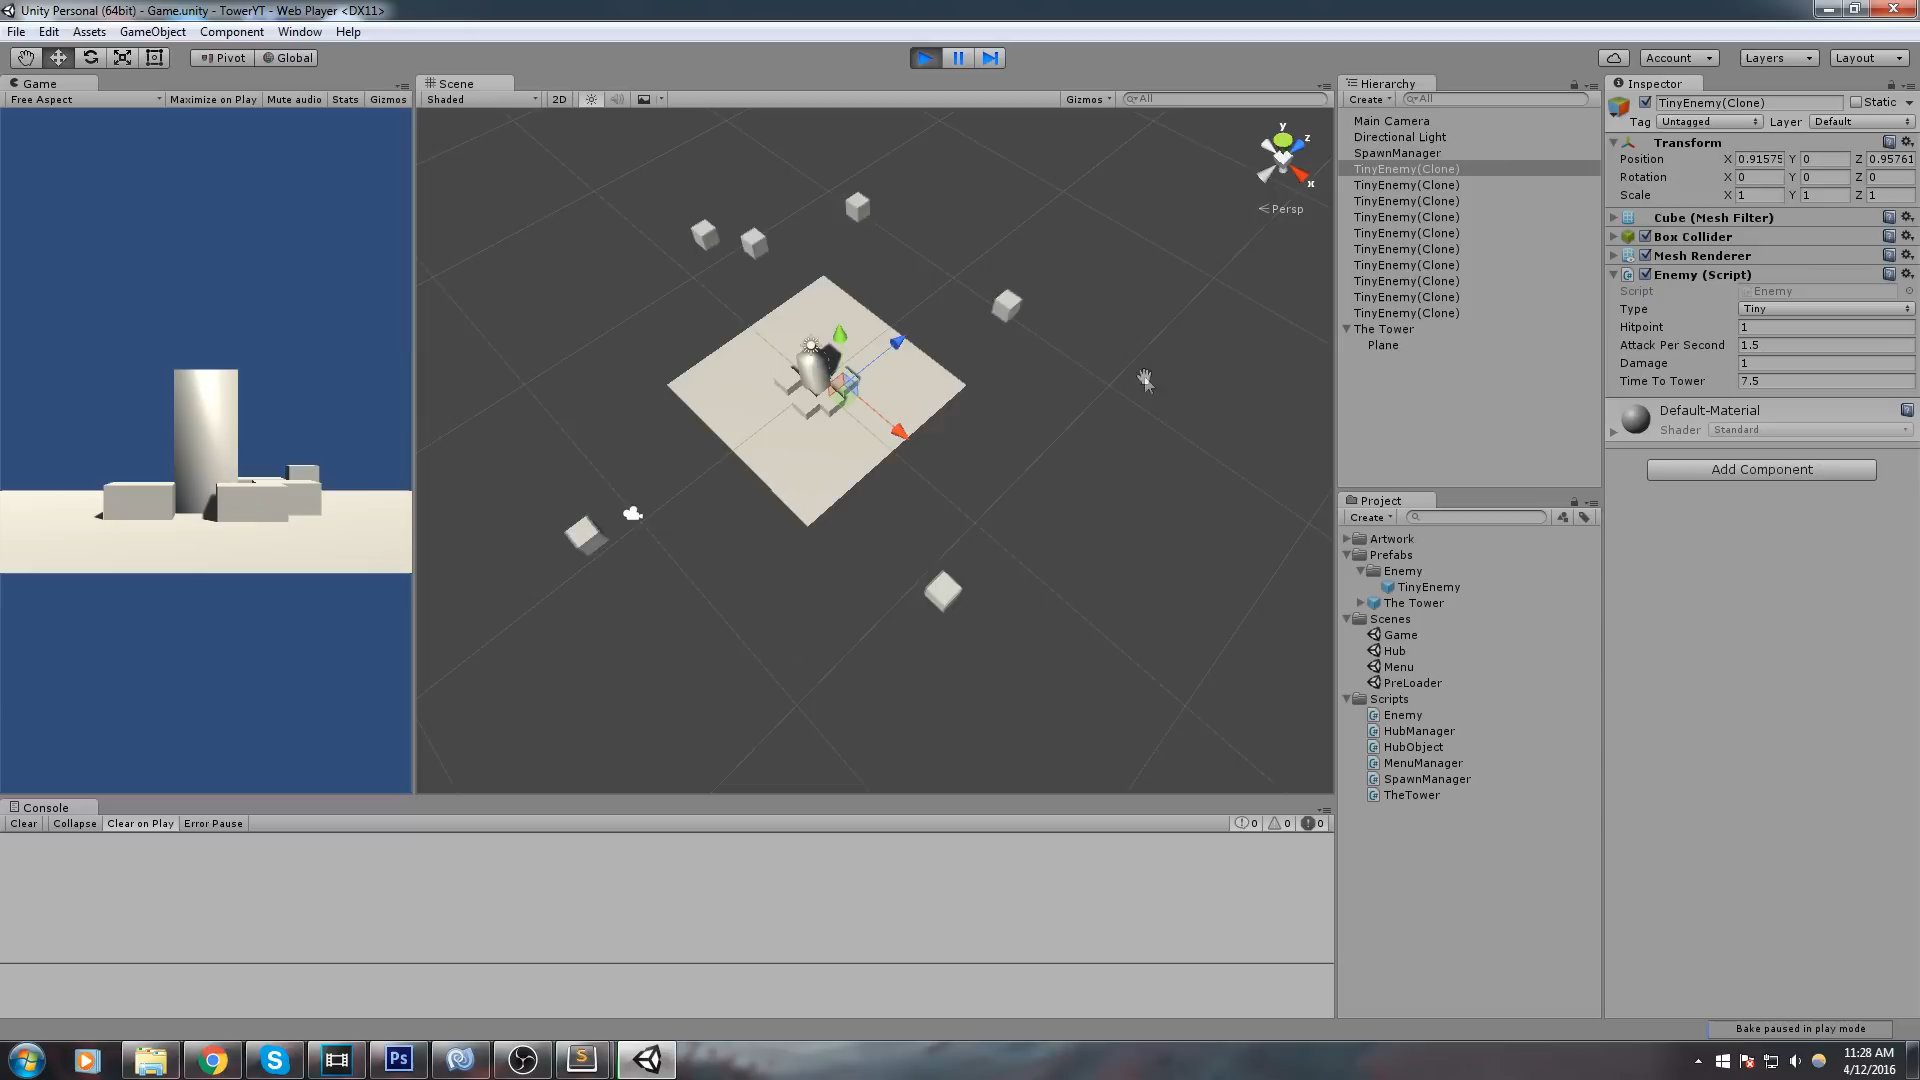 Unity Personal (64bit) - Game.unity - TowerYT - Web Player <DX11>
File Edit Assets GameObject Component Window Help
Pivot Global Account Layers Layout
Game
Free Aspect Maximize on Play Mute audio Stats Gizmos
Scene
Shaded 2D Gizmos All
y
z
x
Persp
Hierarchy
Create All
Main Camera
Directional Light
SpawnManager
TinyEnemy(Clone)
TinyEnemy(Clone)
TinyEnemy(Clone)
TinyEnemy(Clone)
TinyEnemy(Clone)
TinyEnemy(Clone)
TinyEnemy(Clone)
TinyEnemy(Clone)
TinyEnemy(Clone)
TinyEnemy(Clone)
The Tower
Plane
Project
Create
Artwork
Prefabs
Enemy
TinyEnemy
The Tower
Scenes
Game
Hub
Menu
PreLoader
Scripts
Enemy
HubManager
HubObject
MenuManager
SpawnManager
TheTower
Inspector
TinyEnemy(Clone) Static
Tag Untagged Layer Default
Transform
Position X 0.91575 Y 0 Z 0.95761
Rotation X 0 Y 0 Z 0
Scale X 1 Y 1 Z 1
Cube (Mesh Filter)
Box Collider
Mesh Renderer
Enemy (Script)
Script Enemy
Type Tiny
Hitpoint 1
Attack Per Second 1.5
Damage 1
Time To Tower 7.5
Default-Material
Shader Standard
Add Component
Console
Clear Collapse Clear on Play Error Pause 0 0 0
Bake paused in play mode
Ps
S
11:28 AM
4/12/2016